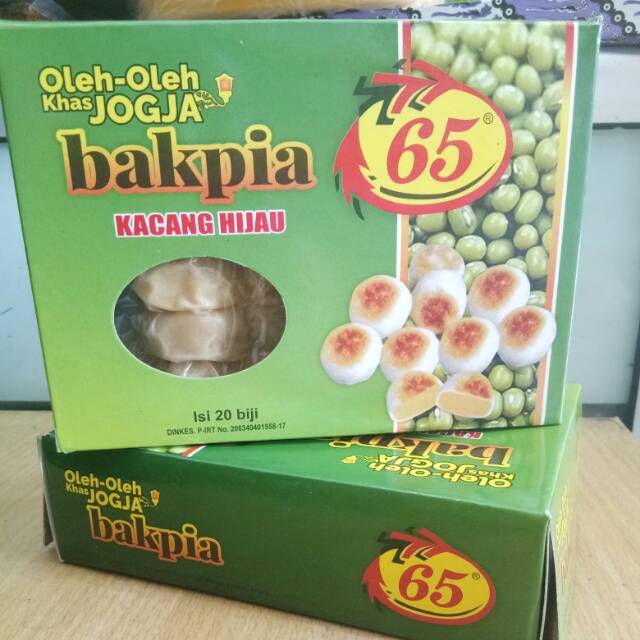 Oleh-Oleh
Khas JOGJA
bakpia
65®
KACANG HIJAU
Isi 20 biji
DINKES. P-IRT No. 206340401558-17
KACANG
bakpia
Oleh-Oleh
Khas JOGJA
Oleh-Oleh
Khas JOGJA
bakpia
65®